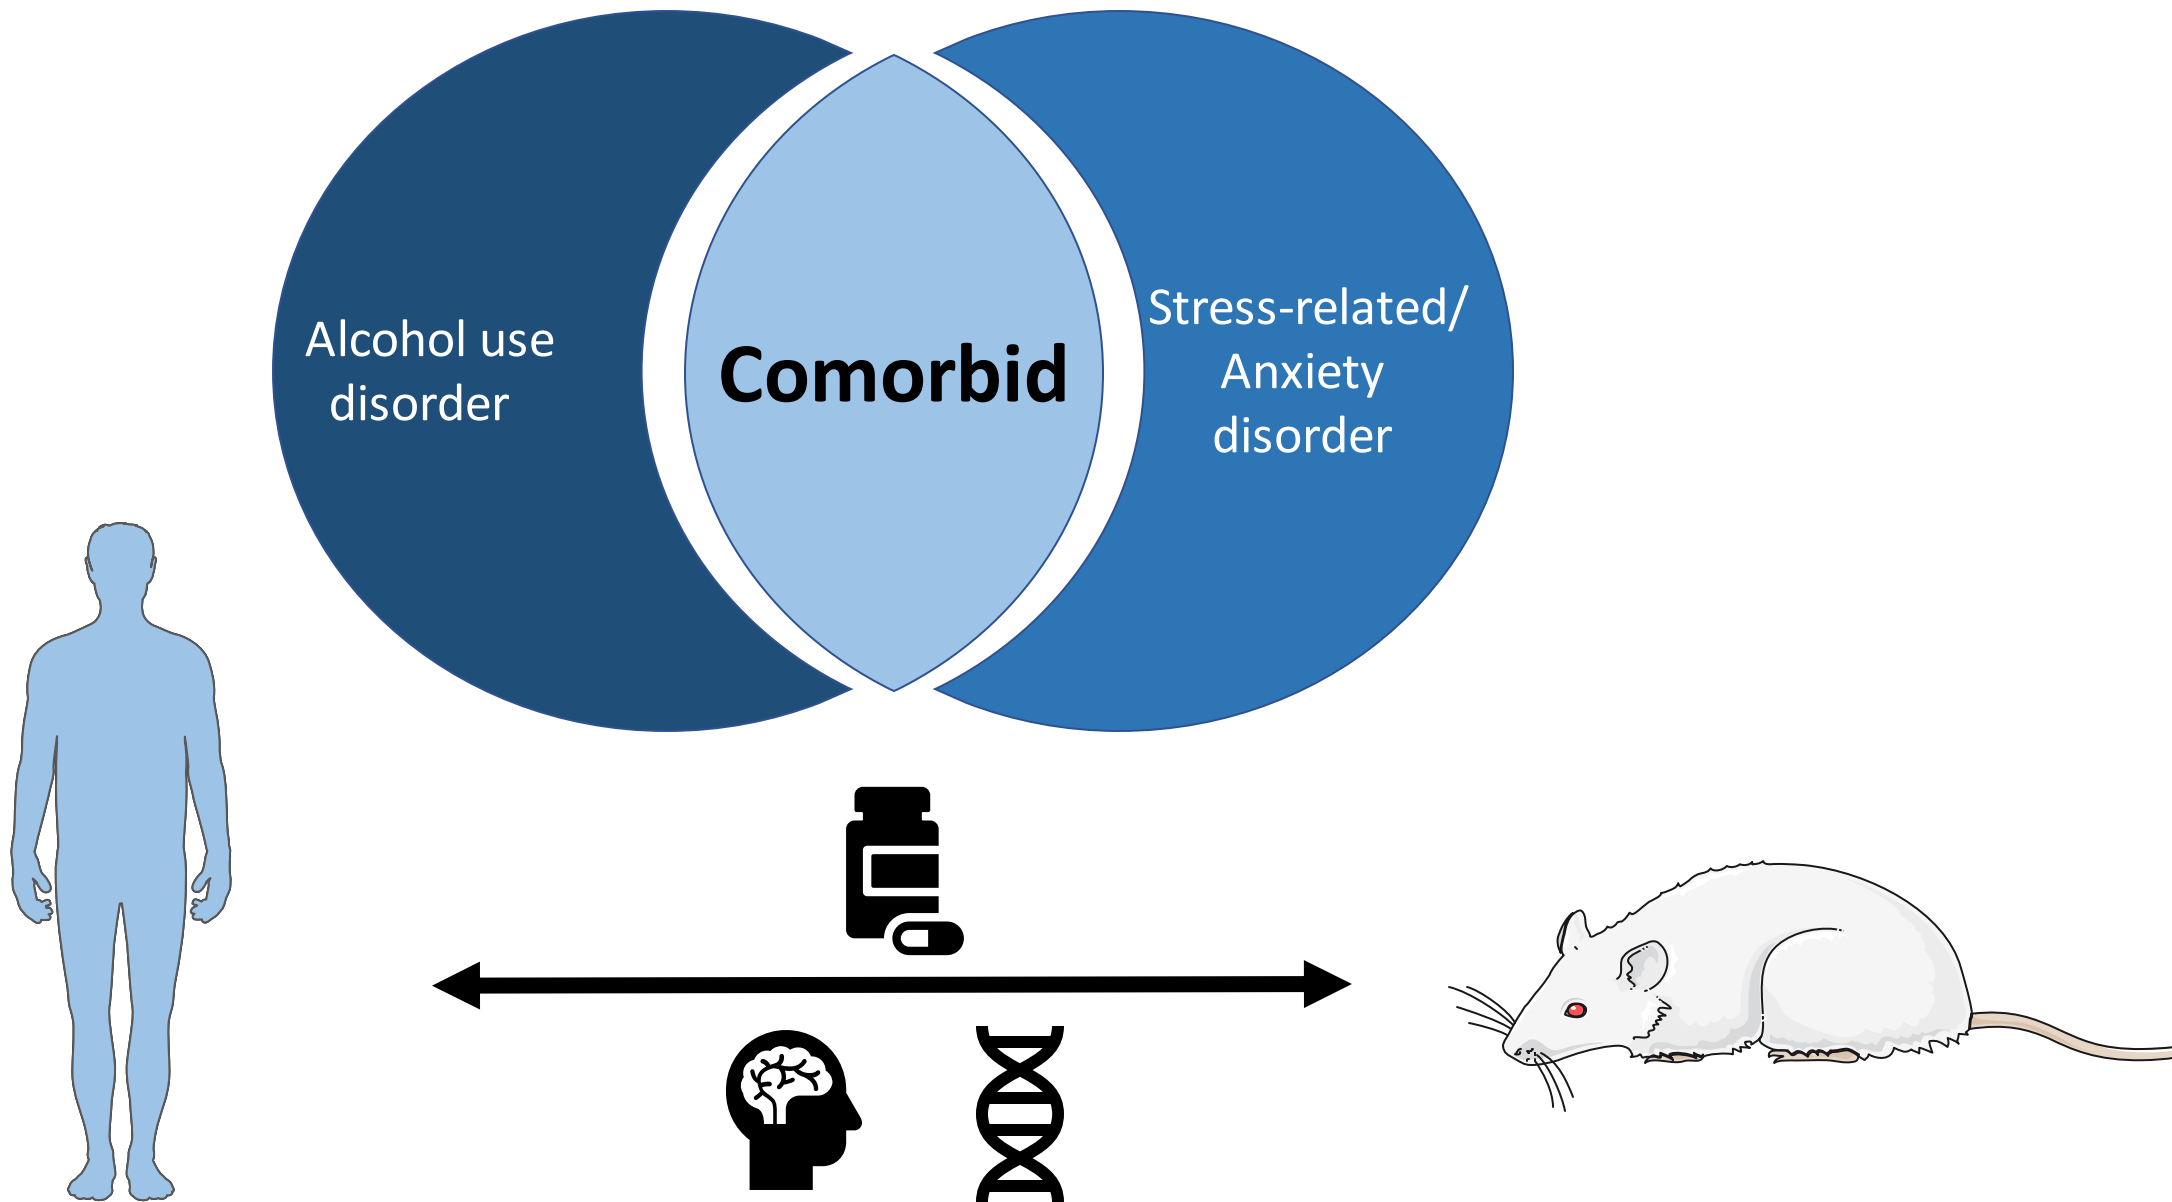 Alcohol use
disorder
Comorbid
Stress-related/
Anxiety
disorder